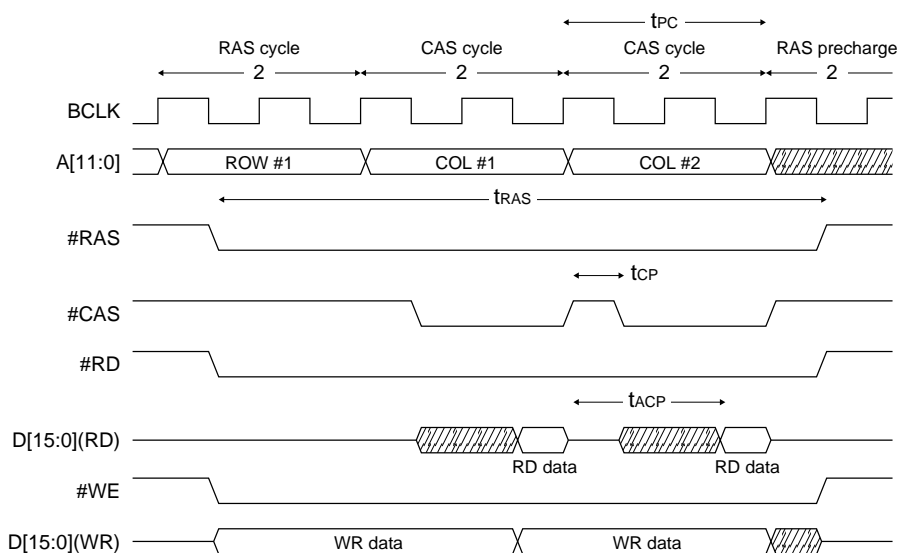 tPC
RAS cycle CAS cycle CAS cycle RAS precharge
2 2 2 2
BCLK
A[11:0] ROW #1 COL #1 COL #2
tRAS
#RAS
tCP
#CAS
#RD
tACP
D[15:0](RD)
RD data RD data
#WE
D[15:0](WR) WR data WR data